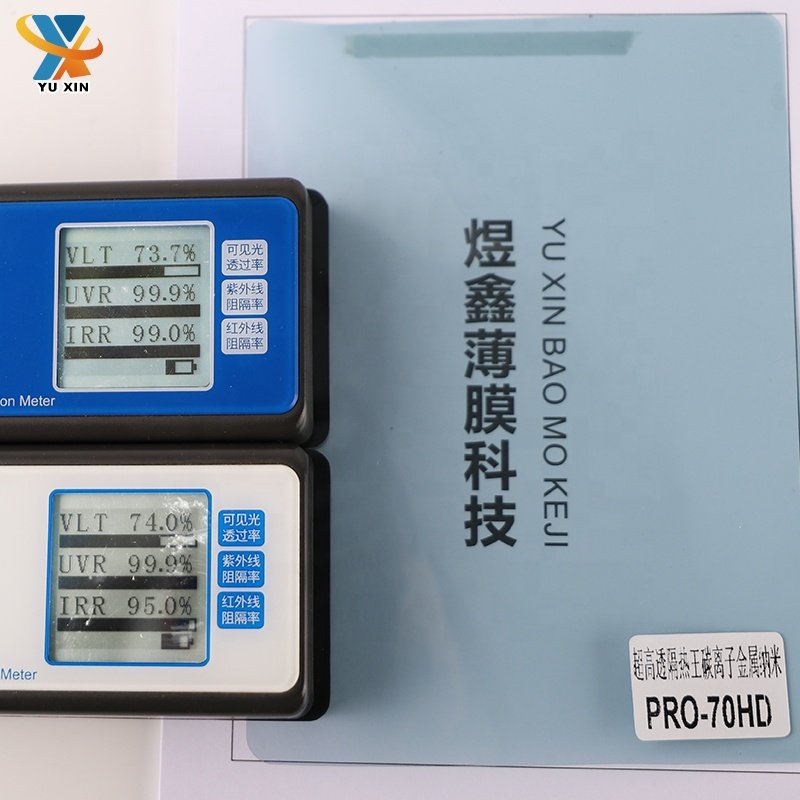 YU XIN
VLT 73.7%
UVR 99.9%
IRR 99.0%
可见光
透过率
紫外线
阻隔率
红外线
阻隔率
on Meter
VLT 74.0%
UVR 99.9%
IRR 95.0%
可见光
透过率
紫外线
阻隔率
红外线
阻隔率
Meter
YU XIN BAO MO KEJI
煜鑫薄膜科技
超高透隔热王碳离子金属纳米
PRO-70HD